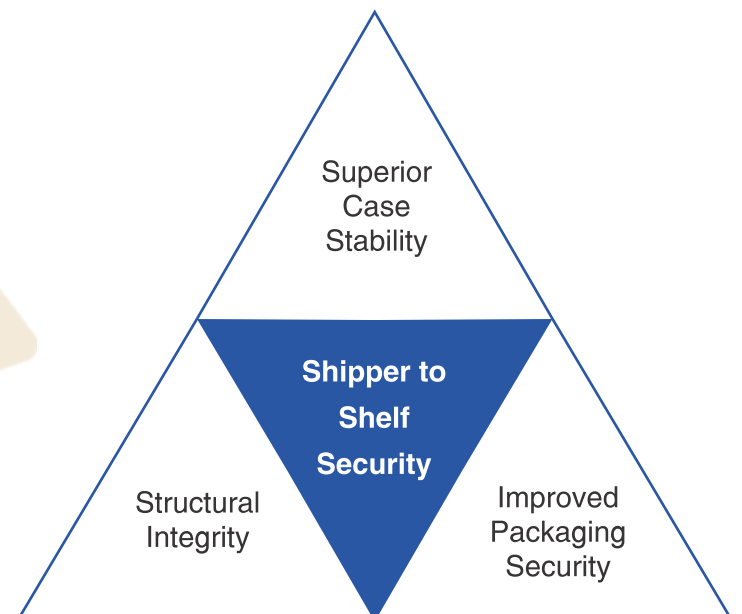 Superior
Case
Stability
Shipper to
Shelf
Security
Structural
Integrity
Improved
Packaging
Security